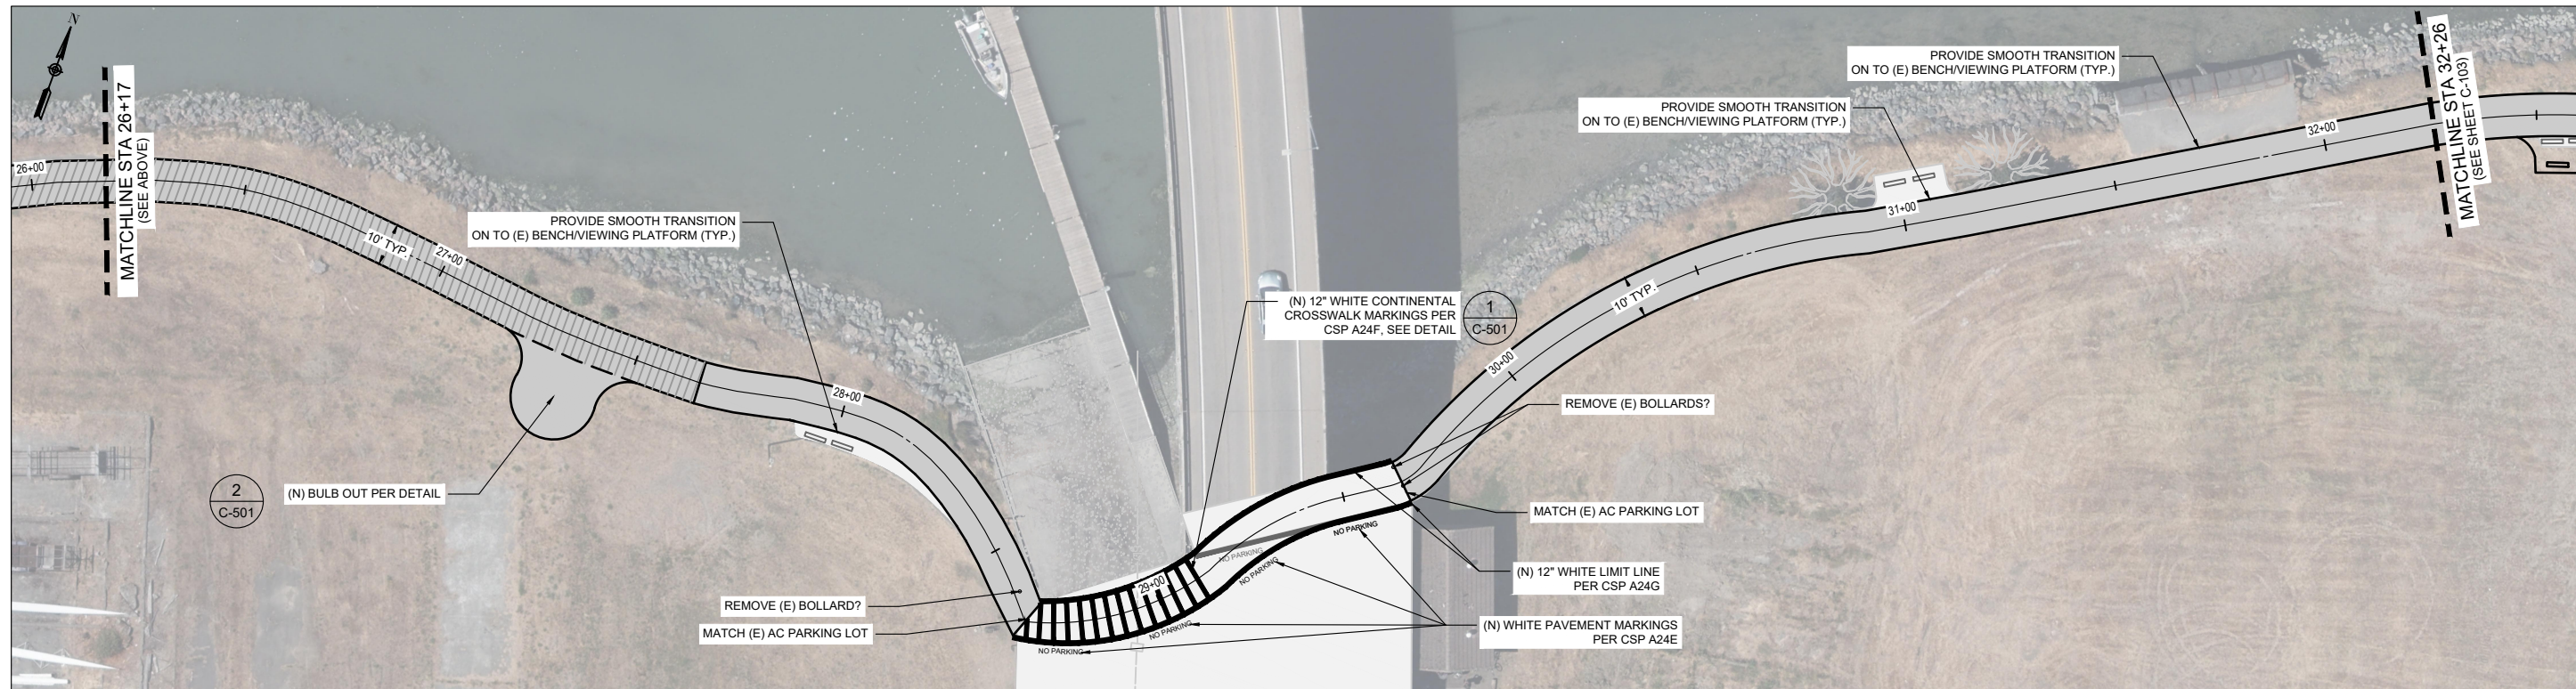 N
MATCHLINE STA 26+17
(SEE ABOVE)
26+00
10' TYP.
27+00
PROVIDE SMOOTH TRANSITION
ON TO (E) BENCH/VIEWING PLATFORM (TYP.)
28+00
2
C-501
(N) BULB OUT PER DETAIL
REMOVE (E) BOLLARD?
MATCH (E) AC PARKING LOT
(N) 12" WHITE CONTINENTAL
CROSSWALK MARKINGS PER
CSP A24F, SEE DETAIL
1
C-501
29+00
NO PARKING
NO PARKING
NO PARKING
NO PARKING
NO PARKING
30+00
10' TYP.
REMOVE (E) BOLLARDS?
MATCH (E) AC PARKING LOT
(N) 12" WHITE LIMIT LINE
PER CSP A24G
(N) WHITE PAVEMENT MARKINGS
PER CSP A24E
PROVIDE SMOOTH TRANSITION
ON TO (E) BENCH/VIEWING PLATFORM (TYP.)
31+00
PROVIDE SMOOTH TRANSITION
ON TO (E) BENCH/VIEWING PLATFORM (TYP.)
32+00
MATCHLINE STA 32+26
(SEE SHEET C-103)